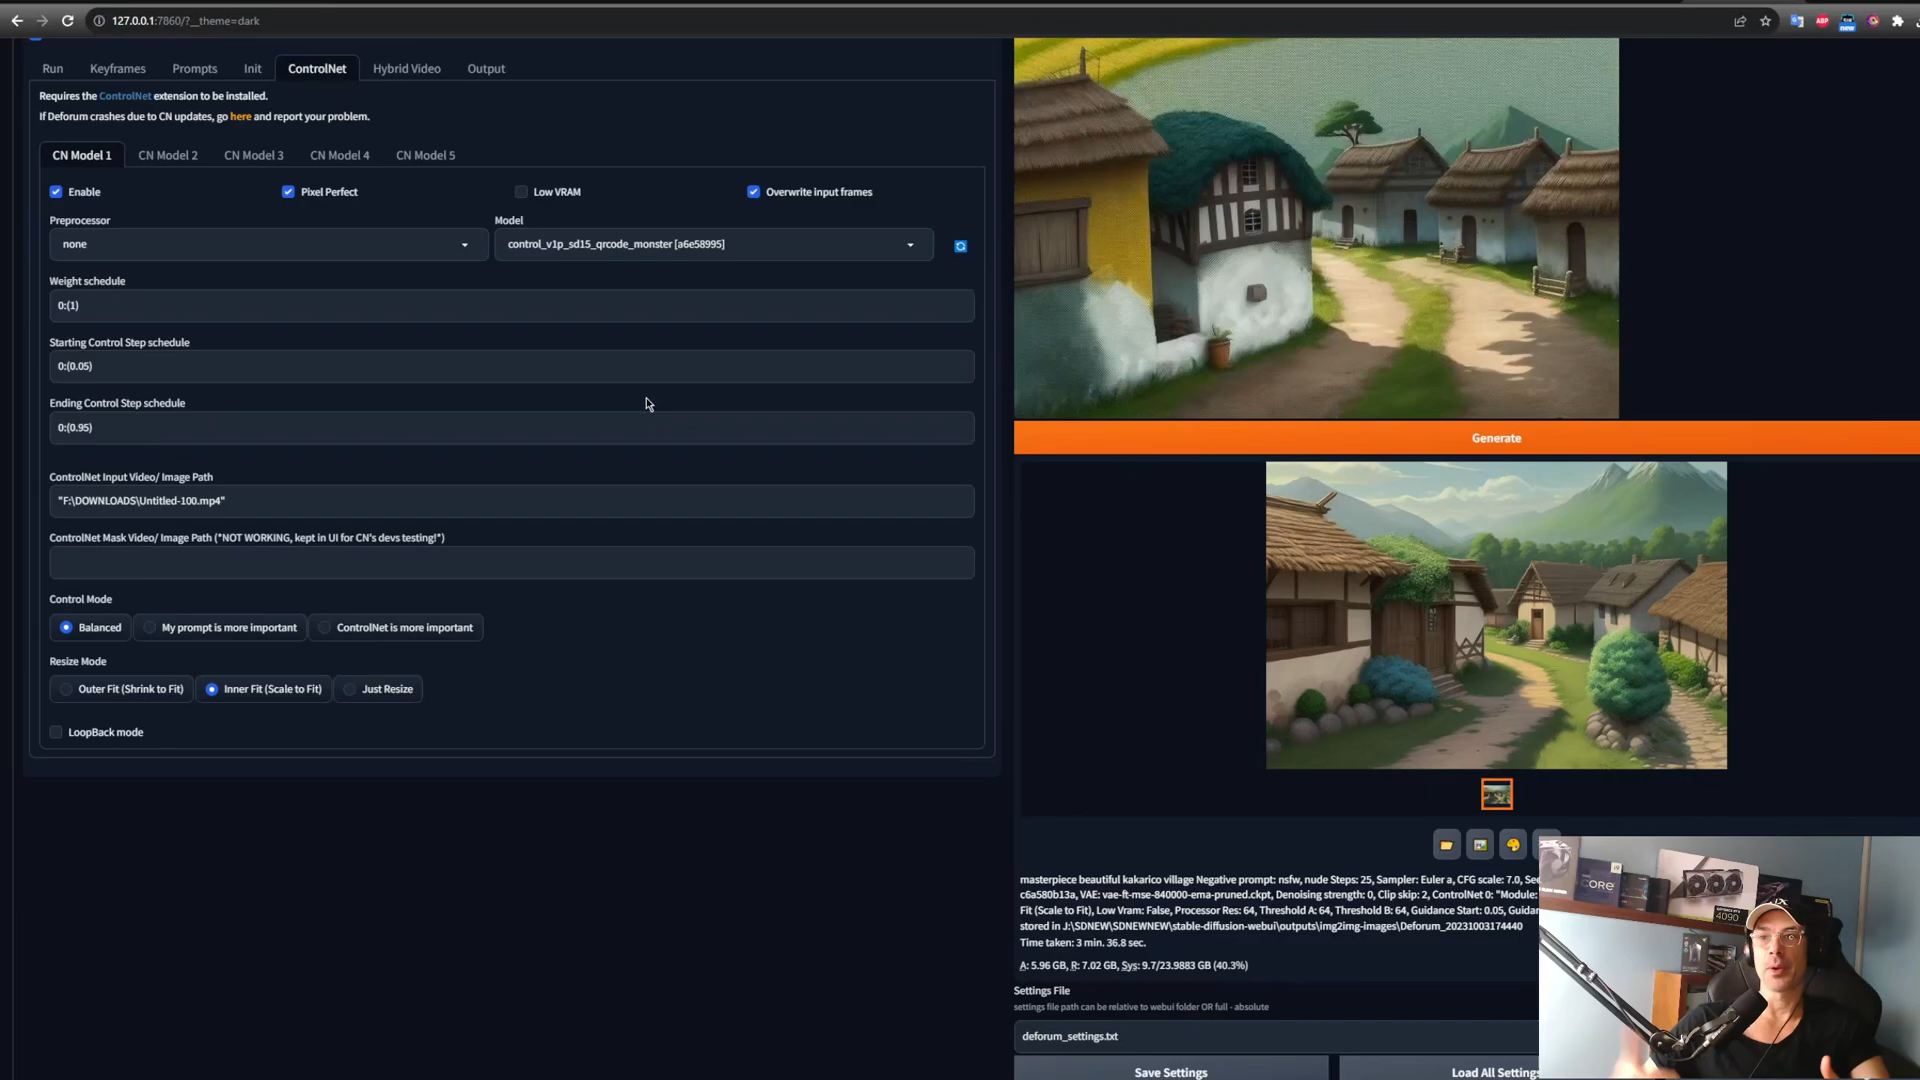 127.0.0.1:7860/?__theme=dark
Run Keyframes Prompts Init ControlNet Hybrid Video Output
Requires the ControlNet extension to be installed.
If Deforum crashes due to CN updates, go here and report your problem.
CN Model 1 CN Model 2 CN Model 3 CN Model 4 CN Model 5
Enable Pixel Perfect Low VRAM Overwrite input frames
Preprocessor Model
none control_v1p_sd15_qrcode_monster [a6e58995]
Weight schedule
0:(1)
Starting Control Step schedule
0:(0.05)
Ending Control Step schedule
0:(0.95)
Generate
ControlNet Input Video/ Image Path
"F:\DOWNLOADS\Untitled-100.mp4"
ControlNet Mask Video/ Image Path (*NOT WORKING, kept in UI for CN's devs testing!*)
Control Mode
Balanced My prompt is more important ControlNet is more important
Resize Mode
Outer Fit (Shrink to Fit) Inner Fit (Scale to Fit) Just Resize
LoopBack mode
masterpiece beautiful kakarico village Negative prompt: nsfw, nude Steps: 25, Sampler: Euler a, CFG scale: 7.0, See
c6a580b13a, VAE: vae-ft-mse-840000-ema-pruned.ckpt, Denoising strength: 0, Clip skip: 2, ControlNet 0: "Module:
Fit (Scale to Fit), Low Vram: False, Processor Res: 64, Threshold A: 64, Threshold B: 64, Guidance Start: 0.05, Guidan
stored in J:\SDNEW\SDNEWNEW\stable-diffusion-webui\outputs\img2img-images\Deforum_20231003174440
Time taken: 3 min. 36.8 sec.
A: 5.96 GB, R: 7.02 GB, Sys: 9.7/23.9883 GB (40.3%)
Settings File
settings file path can be relative to webui folder OR full - absolute
deforum_settings.txt
Save Settings Load All Settings
CORE
4090